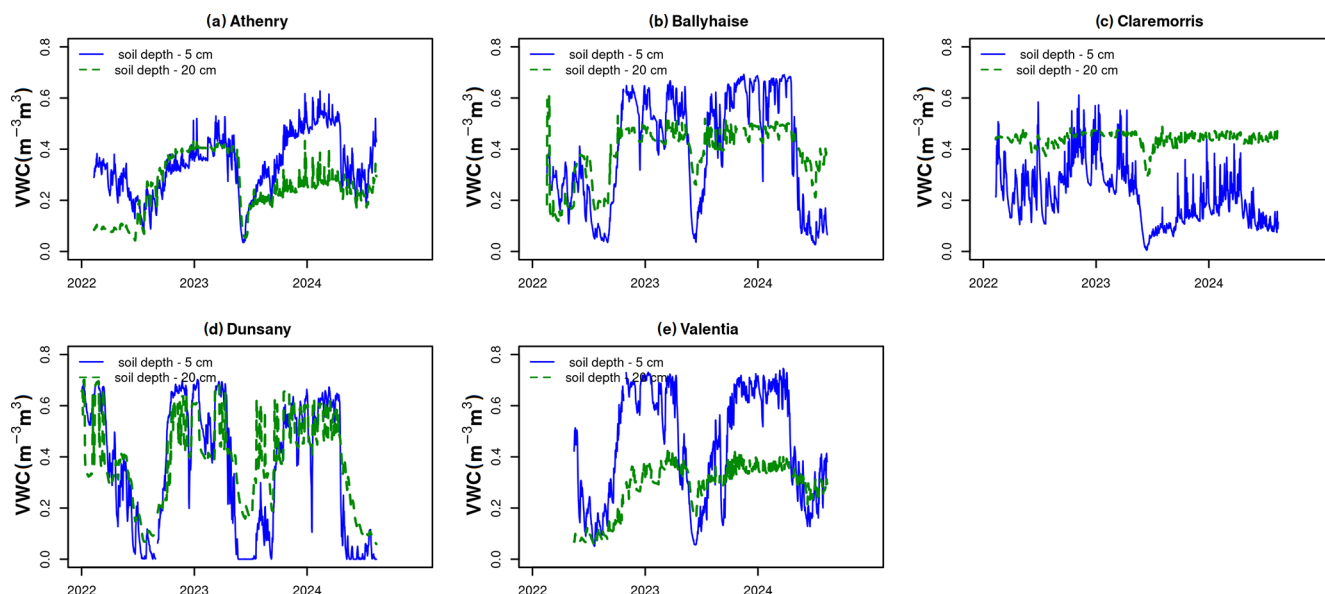 (a) Athenry
VWC(m⁻³m³)
0.0 0.2 0.4 0.6 0.8
soil depth - 5 cm
soil depth - 20 cm
2022 2023 2024
(b) Ballyhaise
VWC(m⁻³m³)
0.0 0.2 0.4 0.6 0.8
soil depth - 5 cm
soil depth - 20 cm
2022 2023 2024
(c) Claremorris
VWC(m⁻³m³)
0.0 0.2 0.4 0.6 0.8
soil depth - 5 cm
soil depth - 20 cm
2022 2023 2024
(d) Dunsany
VWC(m⁻³m³)
0.0 0.2 0.4 0.6 0.8
soil depth - 5 cm
soil depth - 20 cm
2022 2023 2024
(e) Valentia
VWC(m⁻³m³)
0.0 0.2 0.4 0.6 0.8
soil depth - 5 cm
soil depth - 20 cm
2022 2023 2024